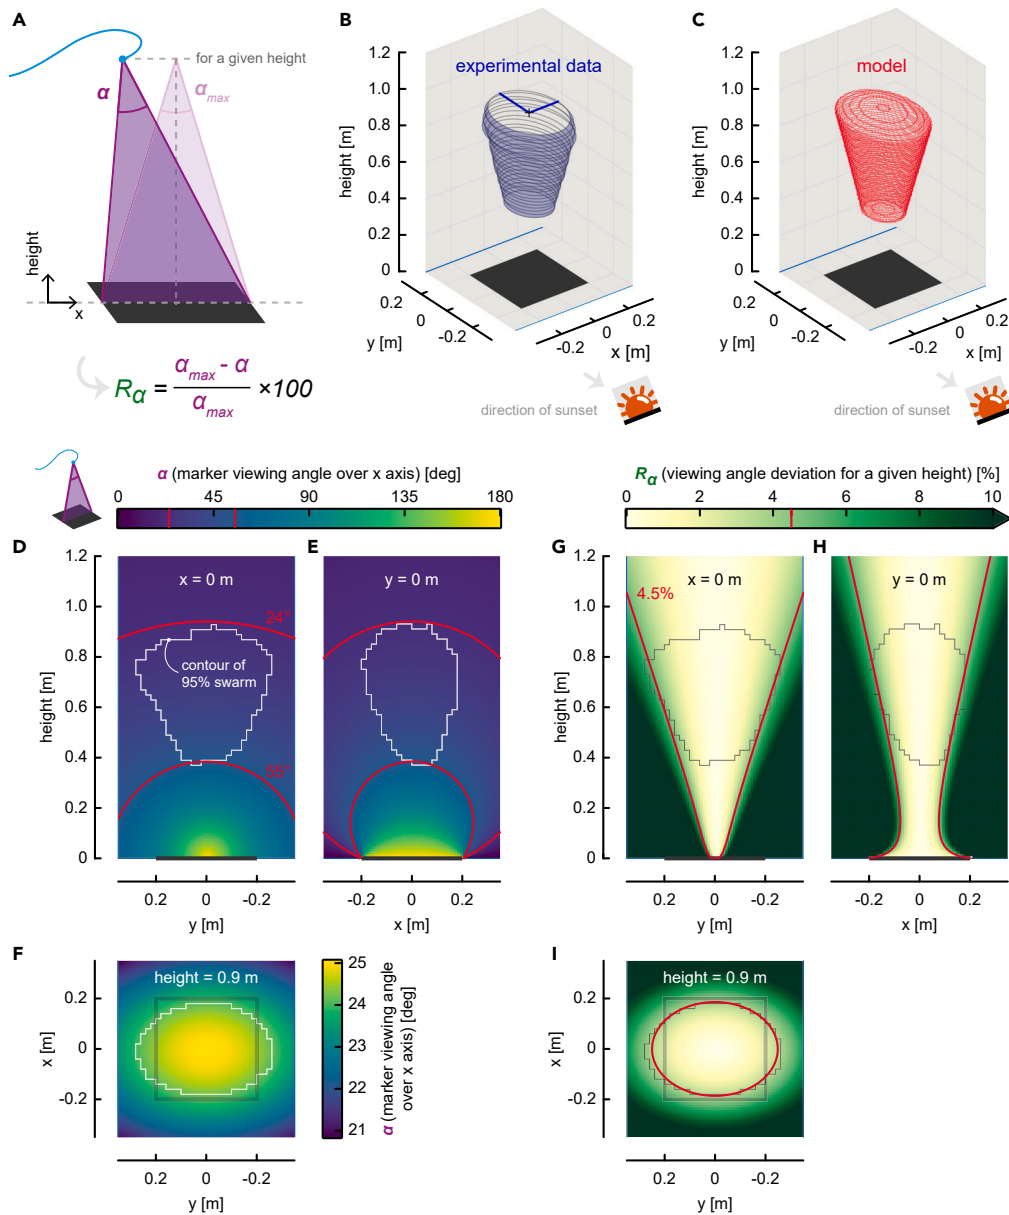 A
for a given height
α
α max
height
x
Rα = (αmax - α) / αmax ×100
B
experimental data
height [m]
1.2
1.0
0.8
0.6
0.4
0.2
0
0.2
0
-0.2
y [m]
-0.2
0
0.2
x [m]
direction of sunset
C
model
height [m]
1.2
1.0
0.8
0.6
0.4
0.2
0
0.2
0
-0.2
y [m]
-0.2
0
0.2
x [m]
direction of sunset
α (marker viewing angle over x axis) [deg]
0 45 90 135 180
Rα (viewing angle deviation for a given height) [%]
0 2 4 6 8 10
D
x = 0 m
24°
contour of
95% swarm
55°
height [m]
1.2
1.0
0.8
0.6
0.4
0.2
0
0.2 0 -0.2
y [m]
E
y = 0 m
-0.2 0 0.2
x [m]
G
x = 0 m
4.5%
height [m]
1.2
1.0
0.8
0.6
0.4
0.2
0
0.2 0 -0.2
y [m]
H
y = 0 m
-0.2 0 0.2
x [m]
F
height = 0.9 m
x [m]
0.2
0
-0.2
0.2 0 -0.2
y [m]
25
24
23
22
21
α (marker viewing angle
over x axis) [deg]
I
height = 0.9 m
x [m]
0.2
0
-0.2
0.2 0 -0.2
y [m]